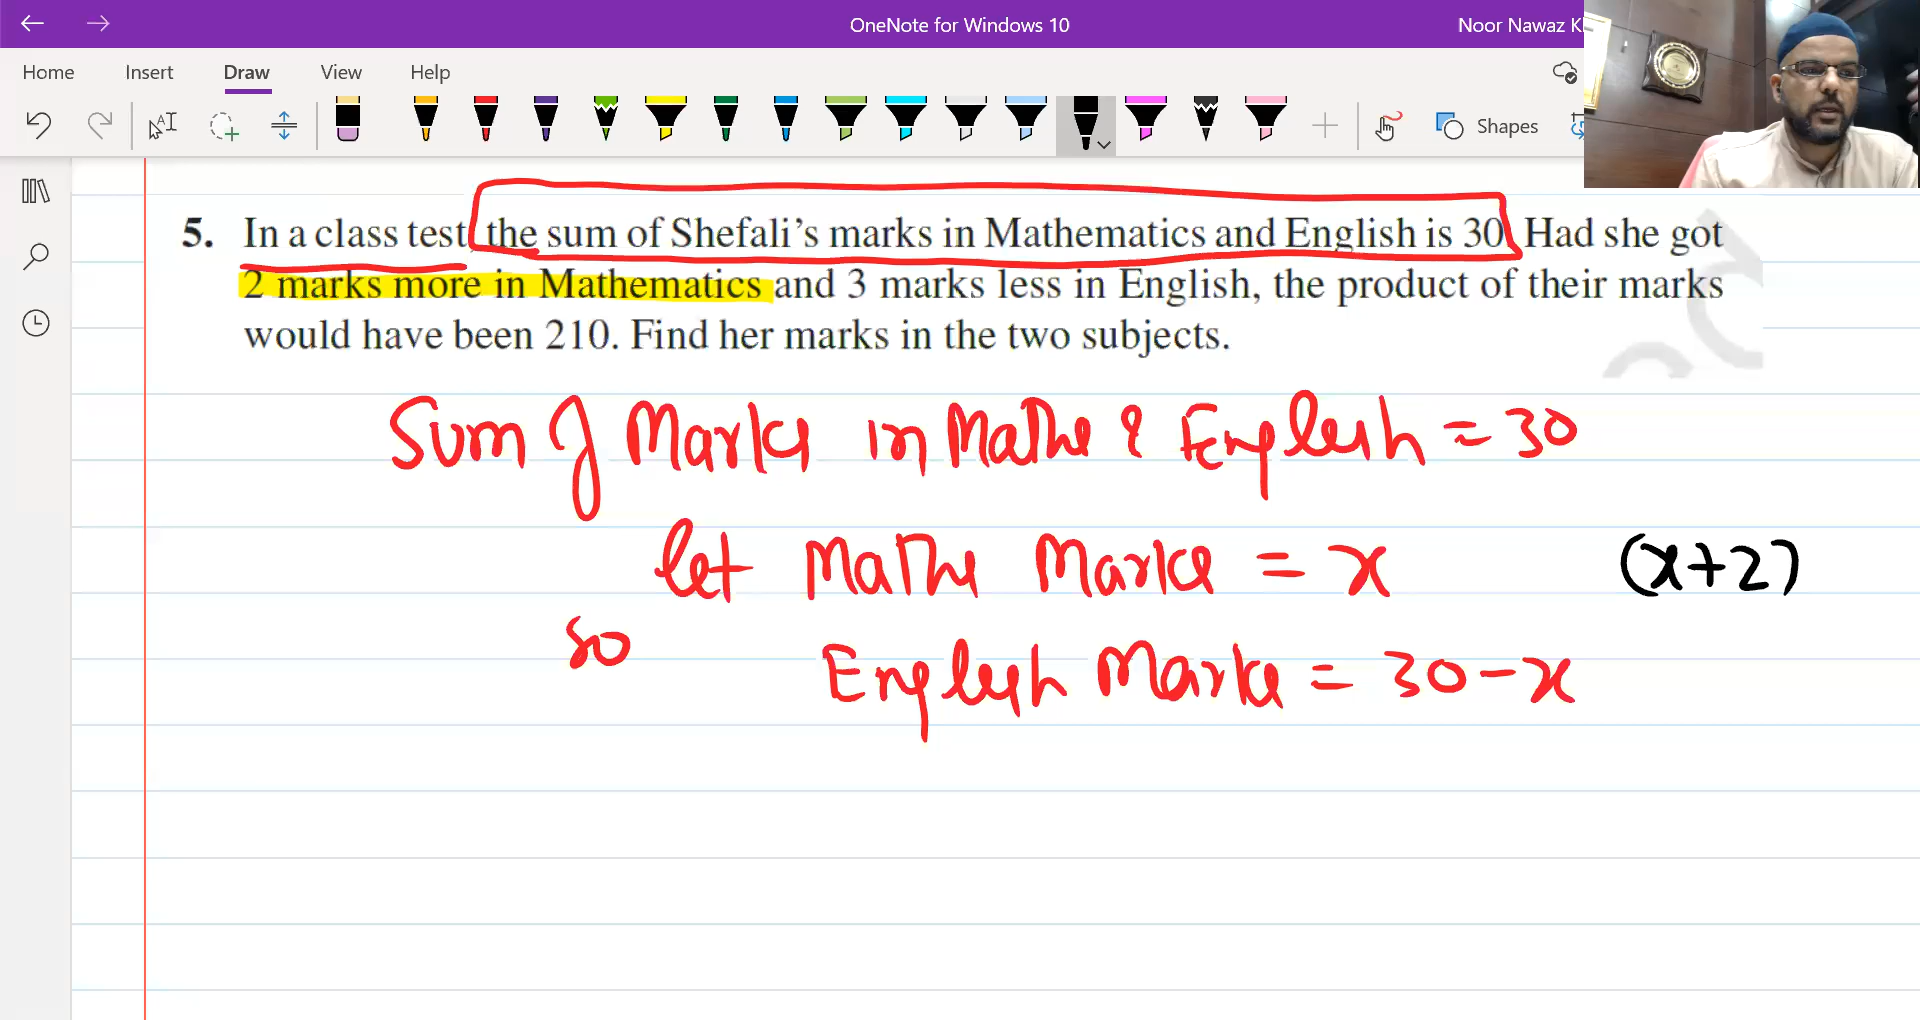 OneNote for Windows 10
Noor Nawaz K
Home Insert Draw View Help
Shapes
5. In a class test, the sum of Shefali's marks in Mathematics and English is 30. Had she got
2 marks more in Mathematics and 3 marks less in English, the product of their marks
would have been 210. Find her marks in the two subjects.
Sum of Marks in Maths & English = 30
let Maths Marks = x (x+2)
so
English Marks = 30-x